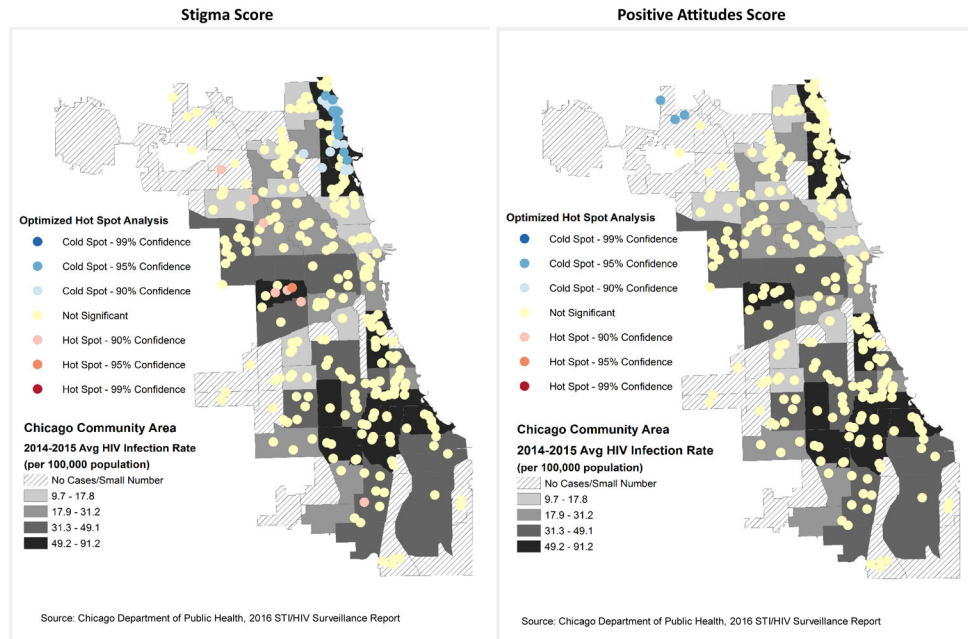 Stigma Score
Optimized Hot Spot Analysis
Cold Spot - 99% Confidence
Cold Spot - 95% Confidence
Cold Spot - 90% Confidence
Not Significant
Hot Spot - 90% Confidence
Hot Spot - 95% Confidence
Hot Spot - 99% Confidence
Chicago Community Area
2014-2015 Avg HIV Infection Rate
(per 100,000 population)
No Cases/Small Number
9.7 - 17.8
17.9 - 31.2
31.3 - 49.1
49.2 - 91.2
Source: Chicago Department of Public Health, 2016 STI/HIV Surveillance Report
Positive Attitudes Score
Optimized Hot Spot Analysis
Cold Spot - 99% Confidence
Cold Spot - 95% Confidence
Cold Spot - 90% Confidence
Not Significant
Hot Spot - 90% Confidence
Hot Spot - 95% Confidence
Hot Spot - 99% Confidence
Chicago Community Area
2014-2015 Avg HIV Infection Rate
(per 100,000 population)
No Cases/Small Number
9.7 - 17.8
17.9 - 31.2
31.3 - 49.1
49.2 - 91.2
Source: Chicago Department of Public Health, 2016 STI/HIV Surveillance Report